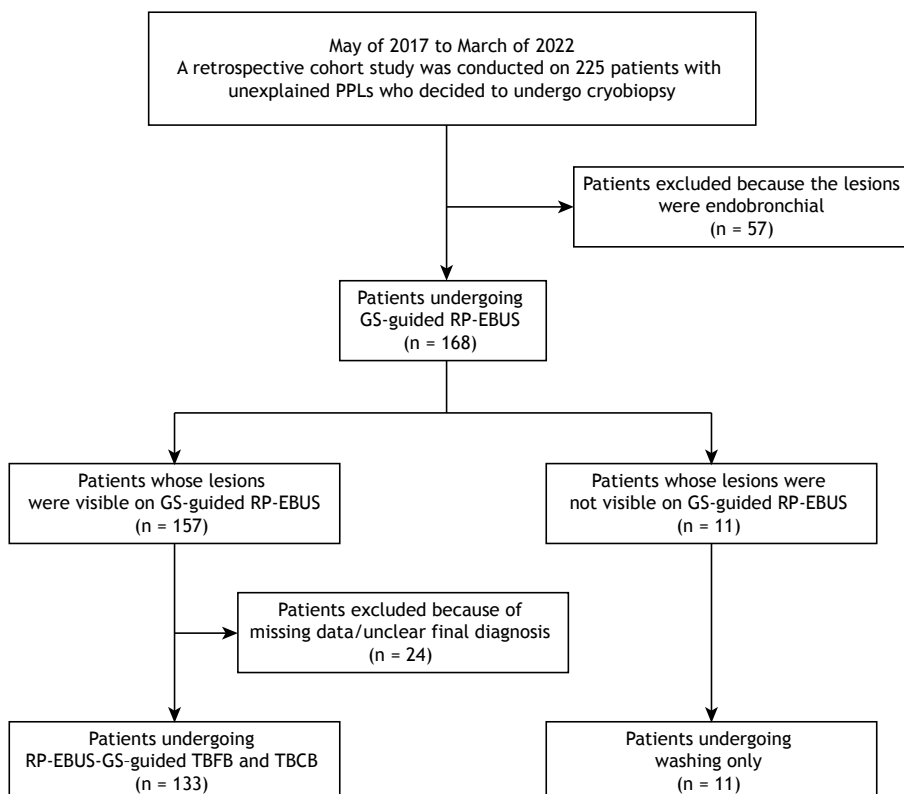 May of 2017 to March of 2022
A retrospective cohort study was conducted on 225 patients with
unexplained PPLs who decided to undergo cryobiopsy
Patients excluded because the lesions
were endobronchial
(n = 57)
Patients undergoing
GS-guided RP-EBUS
(n = 168)
Patients whose lesions
were visible on GS-guided RP-EBUS
(n = 157)
Patients whose lesions were
not visible on GS-guided RP-EBUS
(n = 11)
Patients excluded because of
missing data/unclear final diagnosis
(n = 24)
Patients undergoing
RP-EBUS-GS-guided TBFB and TBCB
(n = 133)
Patients undergoing
washing only
(n = 11)